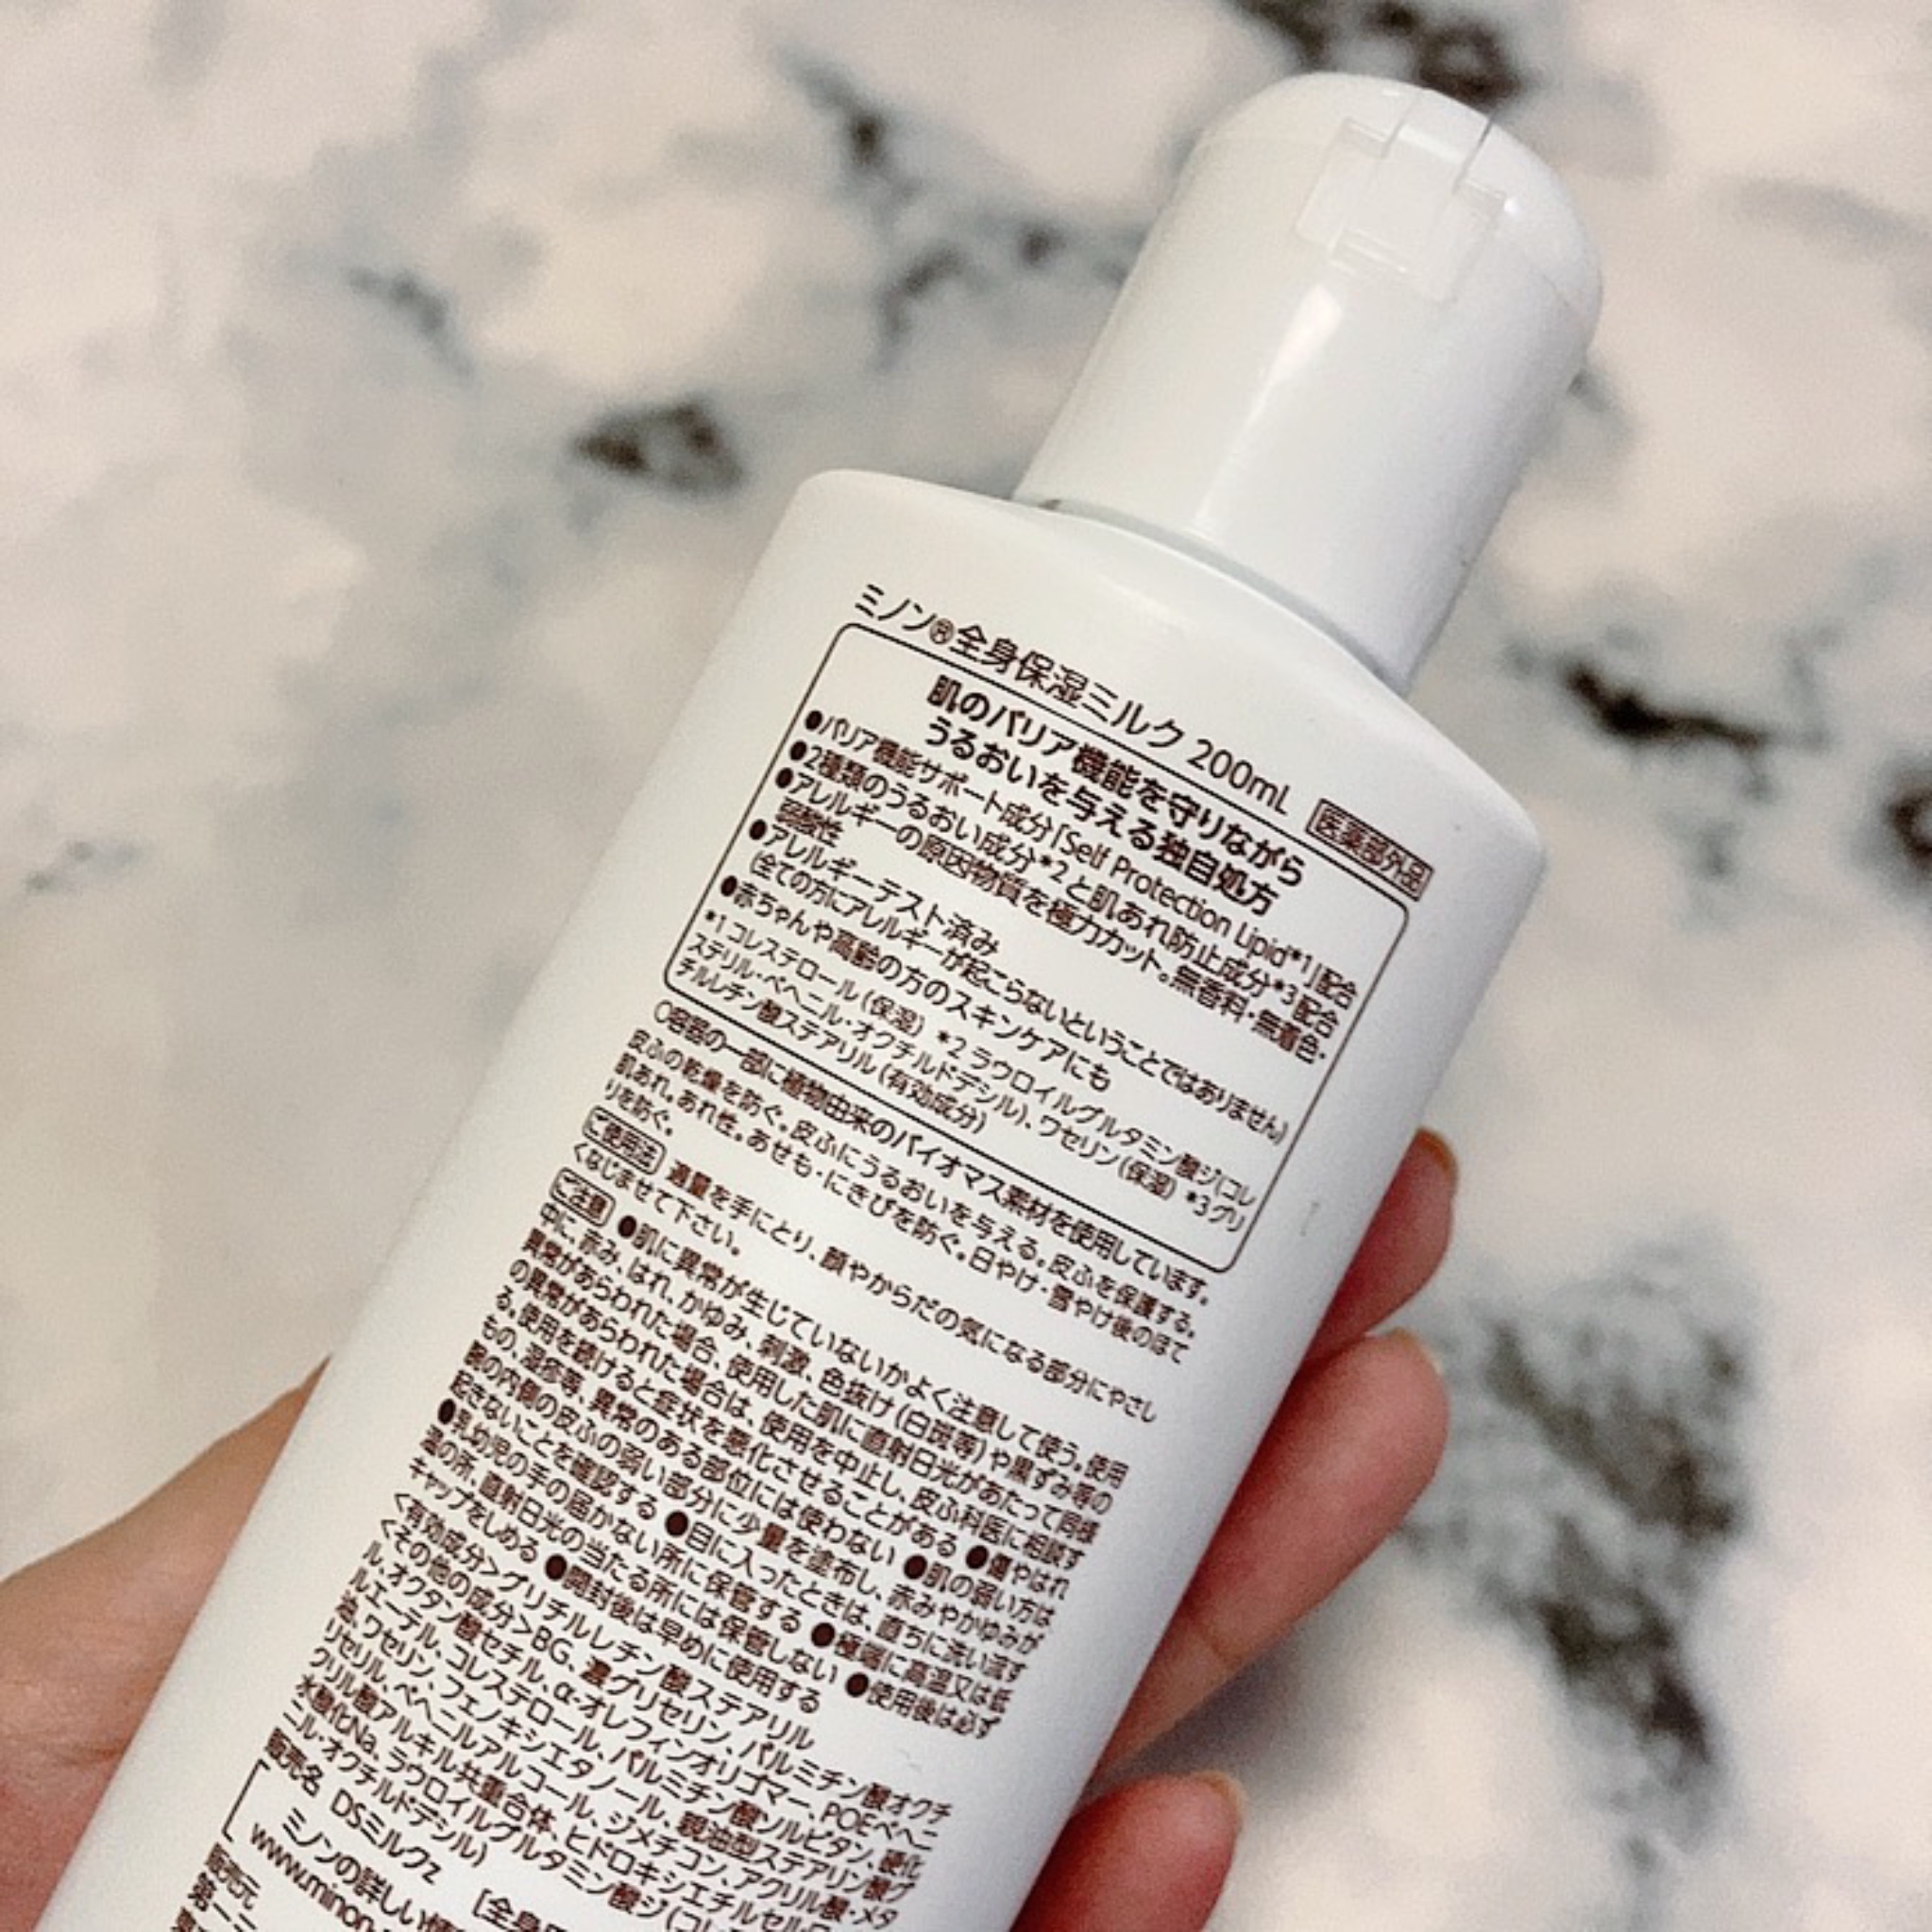 ミノン®全身保湿ミルク 200mL 医薬部外品
肌のバリア機能を守りながら
うるおいを与える独自処方
●バリア機能サポート成分「Self Protection Lipid*1」配合
●2種類のうるおい成分*2と肌あれ防止成分*3配合
●アレルギーの原因物質を極力カット。無香料・無着色・
弱酸性
●アレルギーテスト済み
(全ての方にアレルギーが起こらないということではありません)
●赤ちゃんや高齢の方のスキンケアにも
*1 コレステロール(保湿) *2 ラウロイルグルタミン酸ジ(コレ
ステリル・ベヘニル・オクチルドデシル)、ワセリン(保湿) *3 グリ
チルレチン酸ステアリル(有効成分)
○容器の一部に植物由来のバイオマス素材を使用しています。
皮ふの乾燥を防ぐ。皮ふにうるおいを与える。皮ふを保護する。
肌あれ。あれ性。あせも・にきびを防ぐ。日やけ・雪やけ後のほて
りを防ぐ。
ご使用法 適量を手にとり、顔やからだの気になる部分にやさし
くなじませて下さい。
ご注意 ●肌に異常が生じていないかよく注意して使う。使用
中に、赤み、はれ、かゆみ、刺激、色抜け(白斑等)や黒ずみ等の
異常があらわれた場合、使用した肌に直射日光があたって同様
の異常があらわれた場合は、使用を中止し、皮ふ科医に相談す
る。使用を続けると症状を悪化させることがある ●傷やはれ
もの、湿疹等、異常のある部位には使わない ●肌の弱い方は
腕の内側の皮ふの弱い部分に少量を塗布し、赤みやかゆみが
起きないことを確認する ●目に入ったときは、直ちに洗い流す
●乳幼児の手の届かない所に保管する ●極端に高温又は低
温の所、直射日光の当たる所には保管しない ●使用後は必ず
キャップをしめる ●開封後は早めに使用する
<有効成分>グリチルレチン酸ステアリル
<その他の成分>BG、濃グリセリン、パルミチン酸オクチ
ル、オクタン酸セチル、α-オレフィンオリゴマー、POEベヘニ
ルエーテル、コレステロール、パルミチン酸ソルビタン、硬化
油、ワセリン、フェノキシエタノール、親油型ステアリン酸グ
リセリル、ベヘニルアルコール、ジメチコン、アクリル酸・メタ
クリル酸アルキル共重合体、ヒドロキシエチルセルロ
水酸化Na、ラウロイルグルタミン酸ジ(コレ
ニル・オクチルドデシル)
販売名 DSミルクz [全身
ミノンの詳しい情
www.minon-
販売元
第一